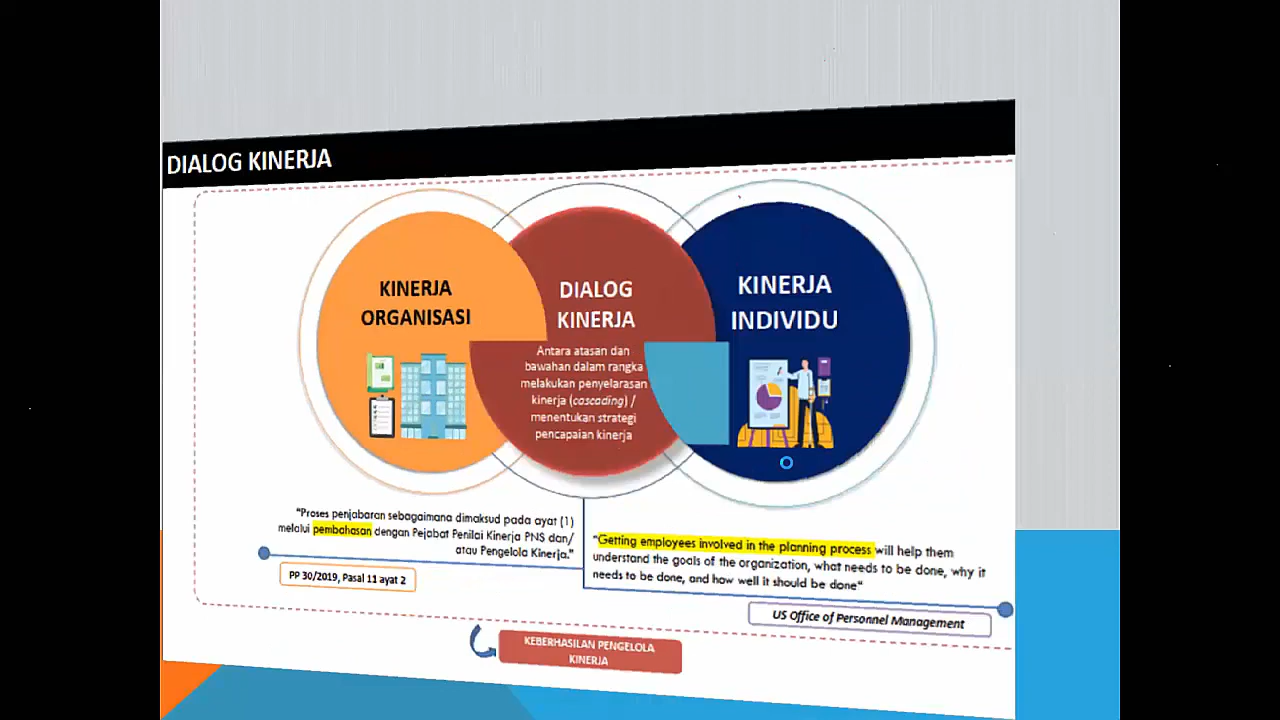 DIALOG KINERJA
KINERJA
ORGANISASI
DIALOG
KINERJA
Antara atasan dan
bawahan dalam rangka
melakukan penyelarasan
kinerja (cascading) /
menentukan strategi
pencapaian kinerja
KINERJA
INDIVIDU
"Proses penjabaran sebagaimana dimaksud pada ayat (1)
melalui pembahasan dengan Pejabat Penilai Kinerja PNS dan/
atau Pengelola Kinerja."
PP 30/2019, Pasal 11 ayat 2
"Getting employees involved in the planning process will help them
understand the goals of the organization, what needs to be done, why it
needs to be done, and how well it should be done"
US Office of Personnel Management
KEBERHASILAN PENGELOLA
KINERJA